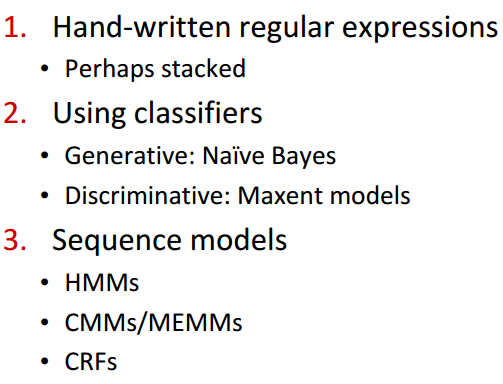 1. Hand-written regular expressions
• Perhaps stacked
2. Using classifiers
• Generative: Naïve Bayes
• Discriminative: Maxent models
3. Sequence models
• HMMs
• CMMs/MEMMs
• CRFs